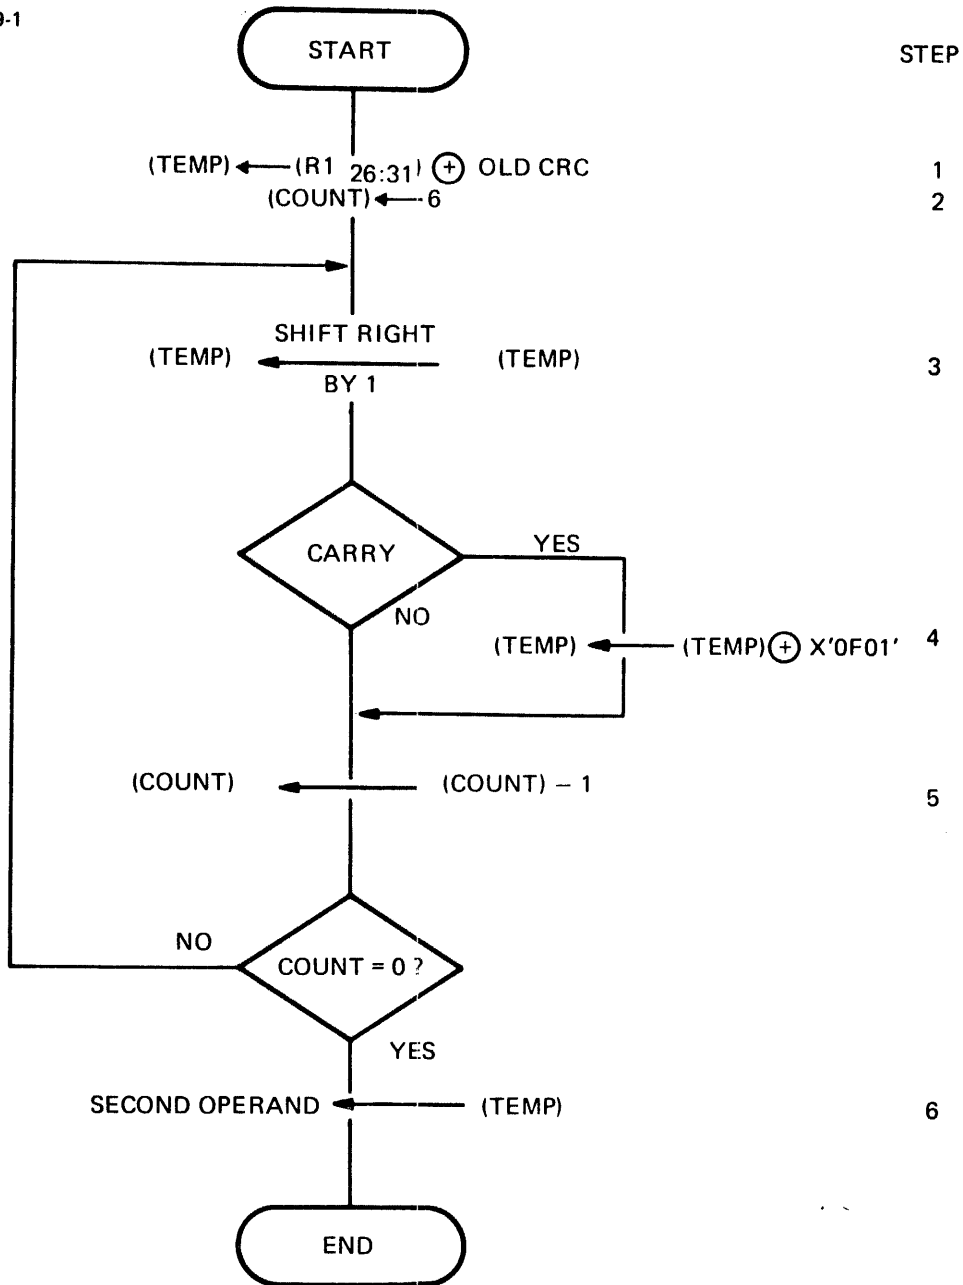 9-1
START
STEP
(TEMP) ← (R1 26:31) ⊕ OLD CRC 1
(COUNT) ← 6 2
SHIFT RIGHT
(TEMP) ← (TEMP) 3
BY 1
CARRY
YES
NO
(TEMP) ← (TEMP) ⊕ X'0F01' 4
(COUNT) ← (COUNT) – 1 5
NO
COUNT = 0 ?
YES
SECOND OPERAND ← (TEMP) 6
END